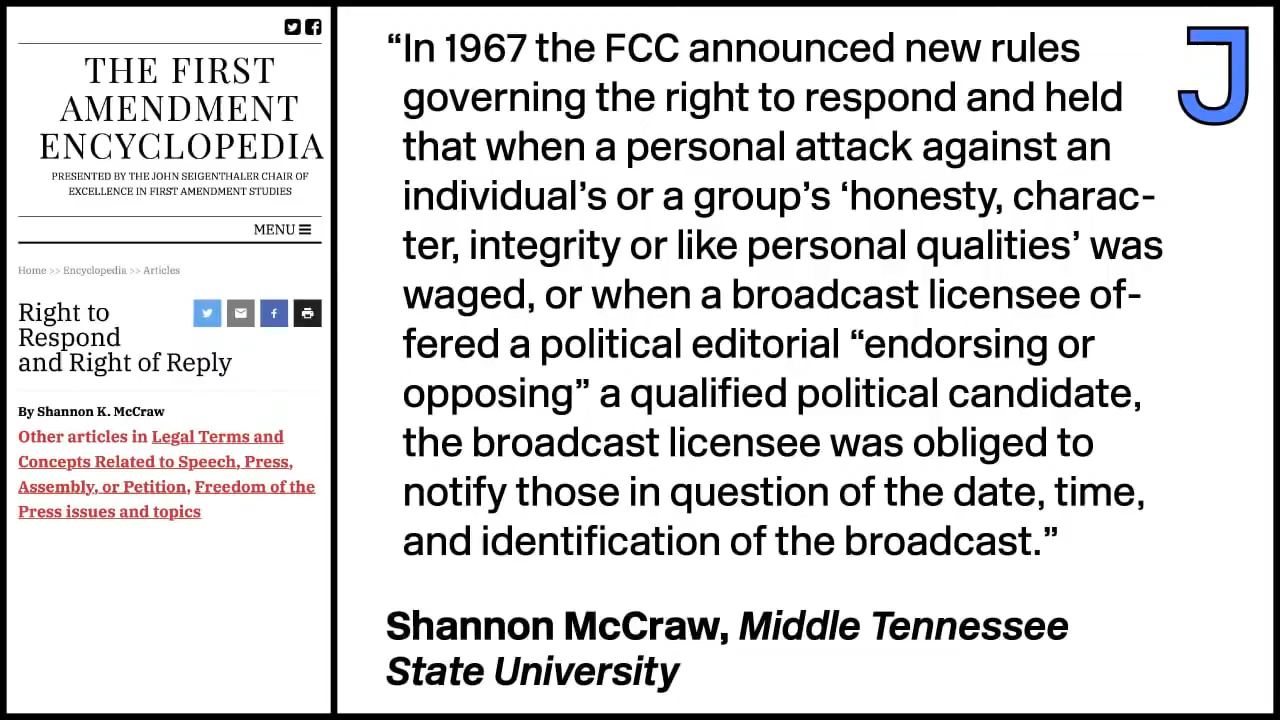 THE FIRST
AMENDMENT
ENCYCLOPEDIA
PRESENTED BY THE JOHN SEIGENTHALER CHAIR OF
EXCELLENCE IN FIRST AMENDMENT STUDIES
MENU
Home >> Encyclopedia >> Articles
Right to
Respond
and Right of Reply
By Shannon K. McCraw
Other articles in Legal Terms and
Concepts Related to Speech, Press,
Assembly, or Petition, Freedom of the
Press issues and topics
“In 1967 the FCC announced new rules
governing the right to respond and held
that when a personal attack against an
individual’s or a group’s ‘honesty, charac-
ter, integrity or like personal qualities’ was
waged, or when a broadcast licensee of-
fered a political editorial “endorsing or
opposing” a qualified political candidate,
the broadcast licensee was obliged to
notify those in question of the date, time,
and identification of the broadcast.”
Shannon McCraw, Middle Tennessee
State University
J